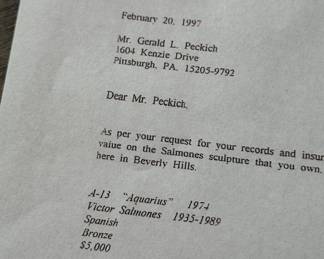 February 20, 1997
Mr. Gerald L. Peckich
1604 Kenzie Drive
Pittsburgh, PA. 15205-9792
Dear Mr. Peckich,
As per your request for your records and insur
value on the Salmones sculpture that you own.
here in Beverly Hills.
A-13 "Aquarius" 1974
Victor Salmones 1935-1989
Spanish
Bronze
$5,000